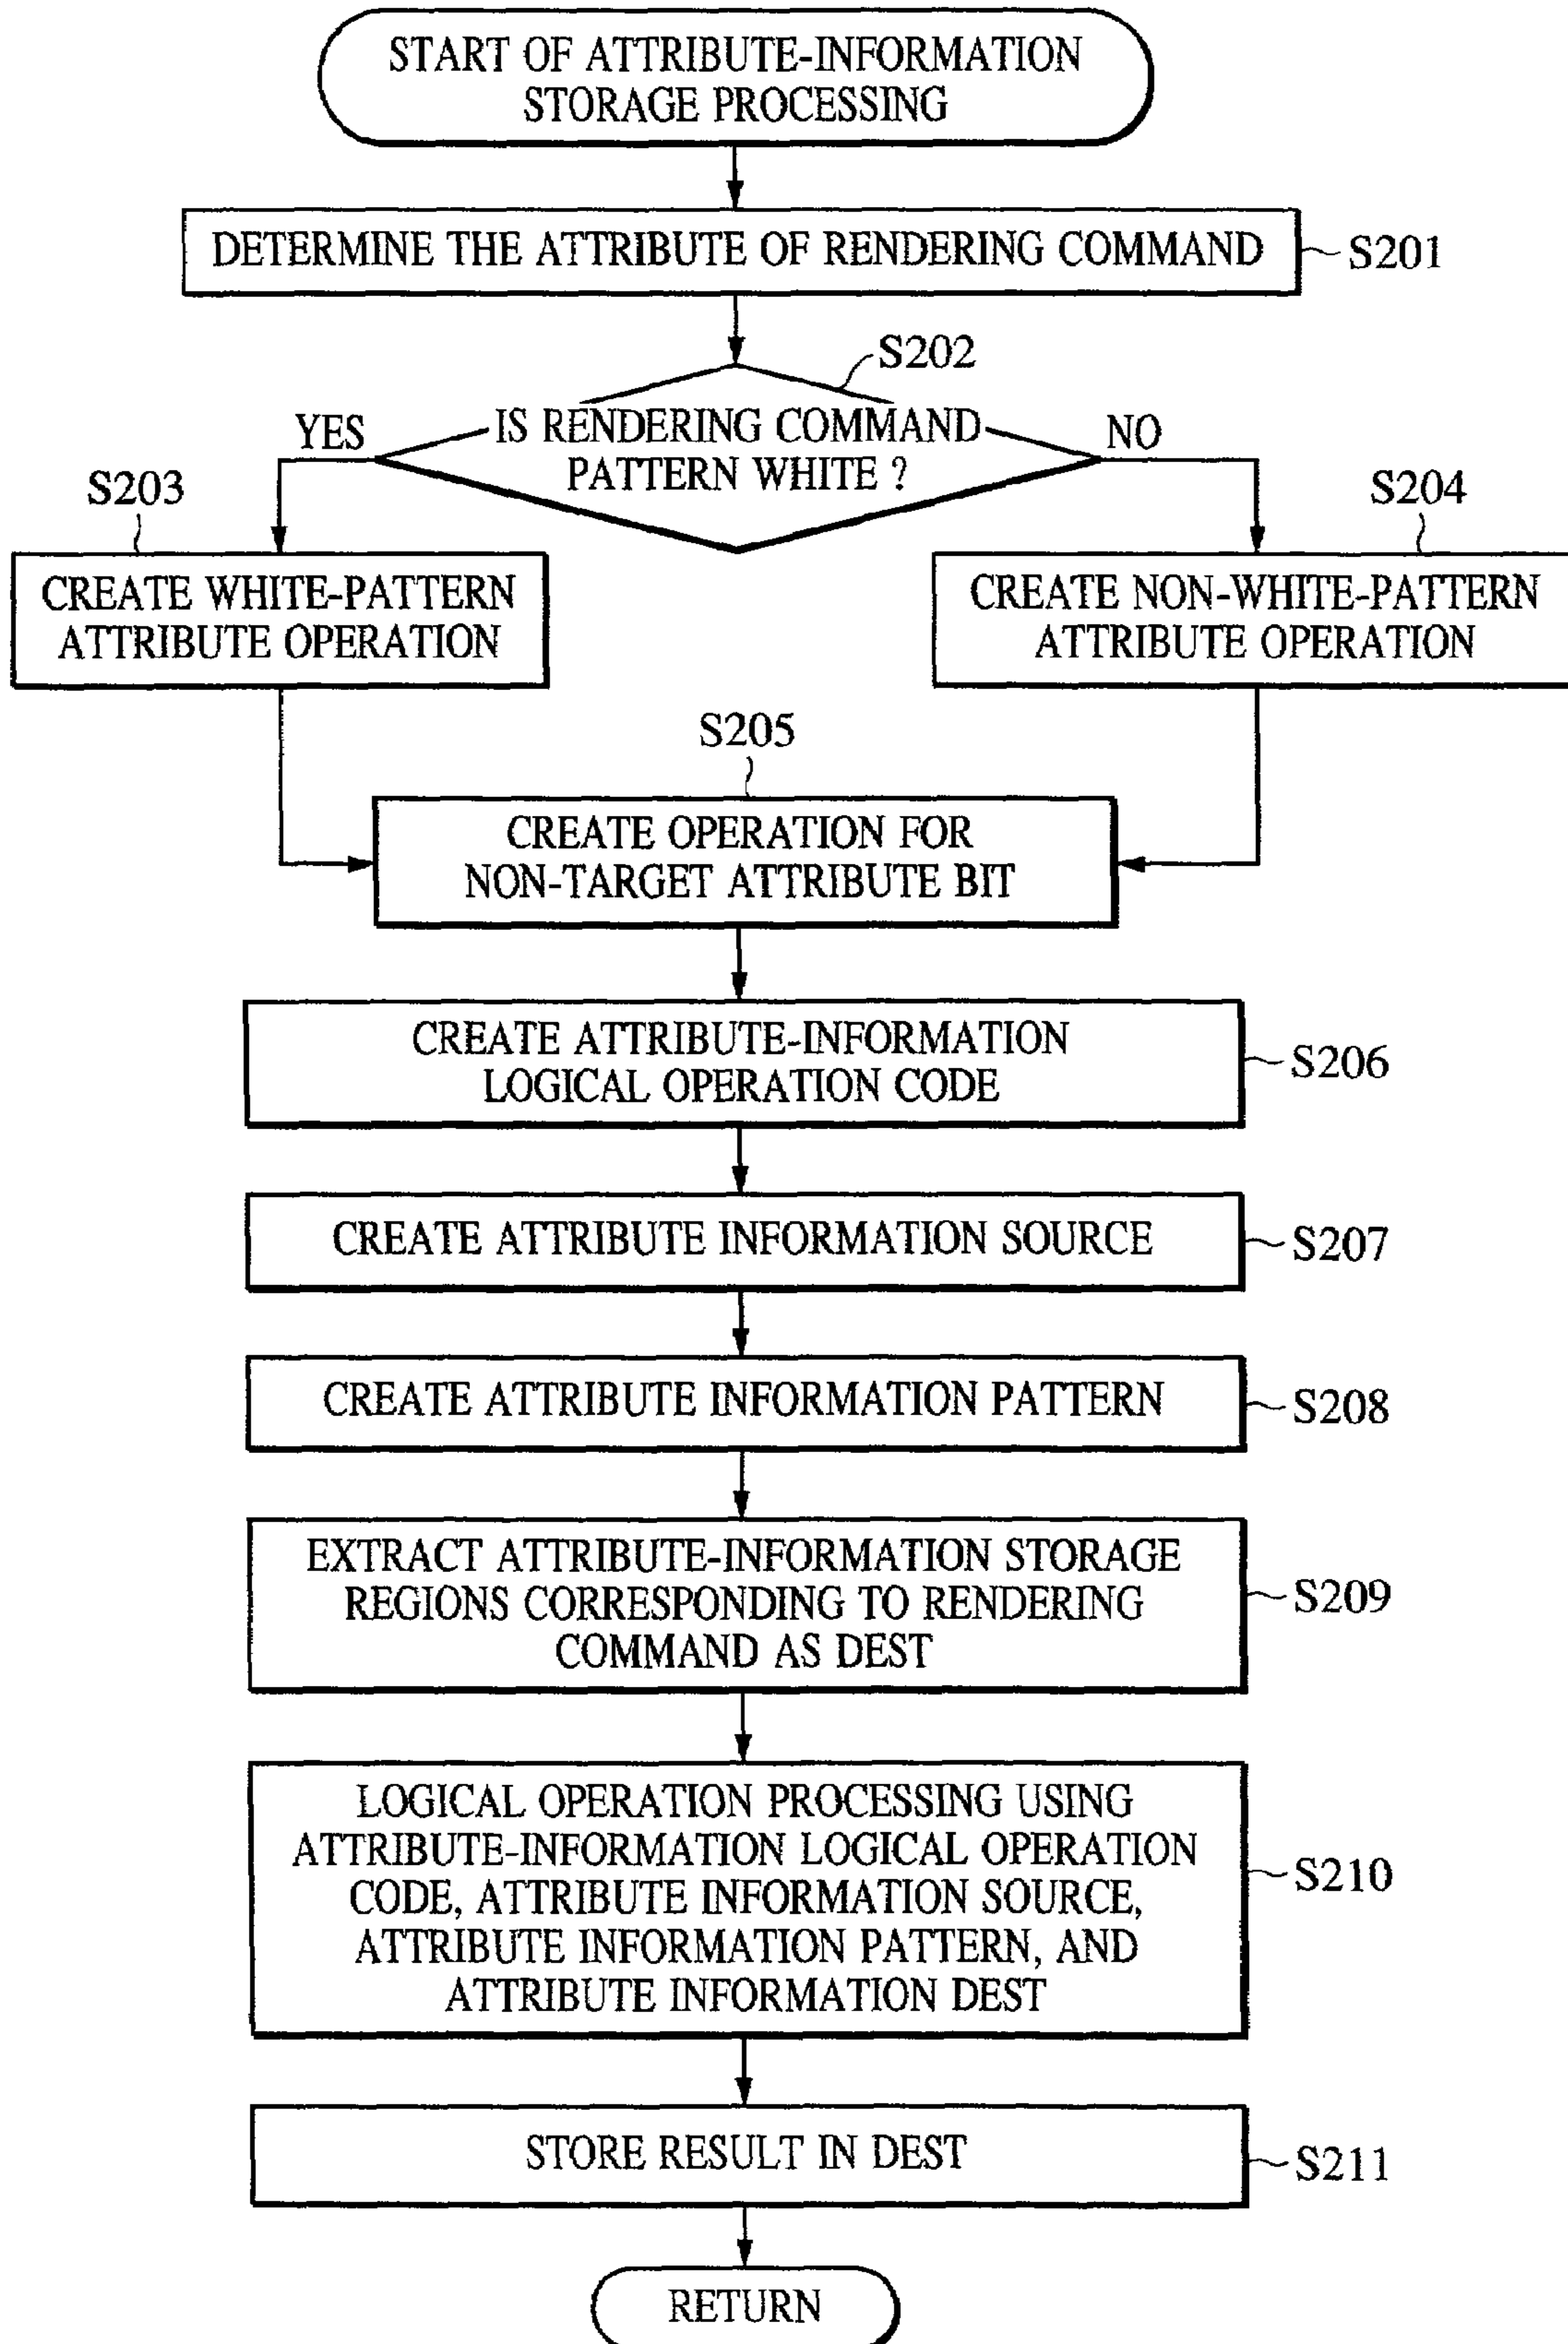 START OF ATTRIBUTE-INFORMATION
STORAGE PROCESSING
DETERMINE THE ATTRIBUTE OF RENDERING COMMAND
S201
S202
YES
IS RENDERING COMMAND
PATTERN WHITE ?
NO
S203
S204
CREATE WHITE-PATTERN
ATTRIBUTE OPERATION
CREATE NON-WHITE-PATTERN
ATTRIBUTE OPERATION
S205
CREATE OPERATION FOR
NON-TARGET ATTRIBUTE BIT
CREATE ATTRIBUTE-INFORMATION
LOGICAL OPERATION CODE
S206
CREATE ATTRIBUTE INFORMATION SOURCE
S207
CREATE ATTRIBUTE INFORMATION PATTERN
S208
EXTRACT ATTRIBUTE-INFORMATION STORAGE
REGIONS CORRESPONDING TO RENDERING
COMMAND AS DEST
S209
LOGICAL OPERATION PROCESSING USING
ATTRIBUTE-INFORMATION LOGICAL OPERATION
CODE, ATTRIBUTE INFORMATION SOURCE,
ATTRIBUTE INFORMATION PATTERN, AND
ATTRIBUTE INFORMATION DEST
S210
STORE RESULT IN DEST
S211
RETURN